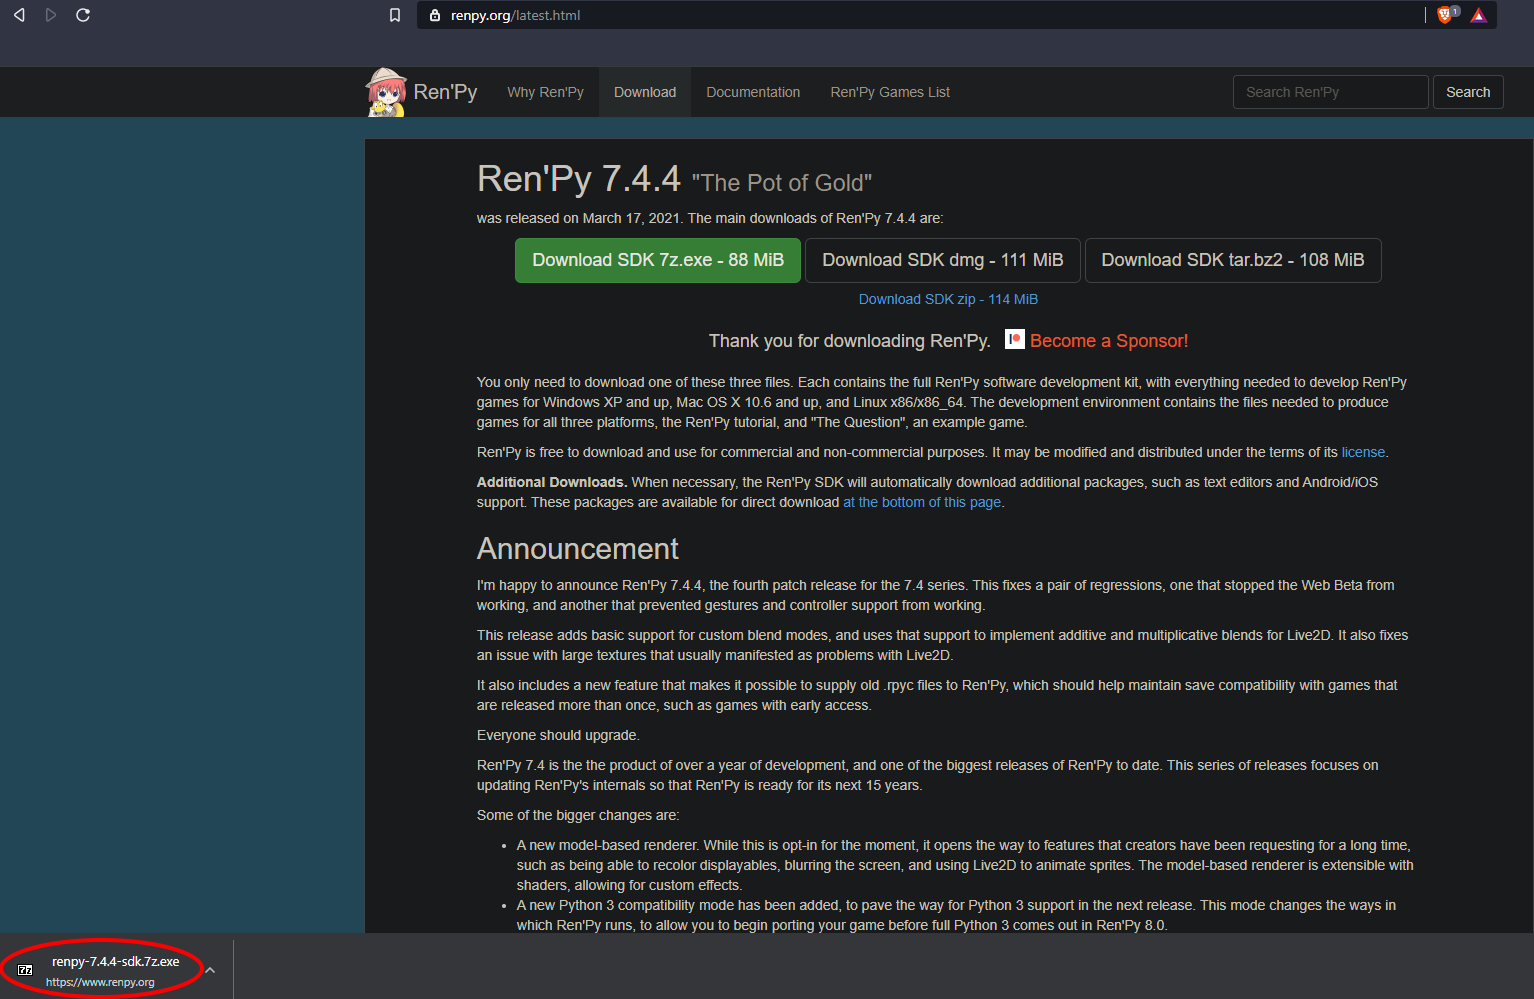 renpy.org/latest.html
1
Ren'Py
Why Ren'Py
Download
Documentation
Ren'Py Games List
Search Ren'Py
Search
Ren'Py 7.4.4 "The Pot of Gold"
was released on March 17, 2021. The main downloads of Ren'Py 7.4.4 are:
Download SDK 7z.exe - 88 MiB
Download SDK dmg - 111 MiB
Download SDK tar.bz2 - 108 MiB
Download SDK zip - 114 MiB
Thank you for downloading Ren'Py. Become a Sponsor!
You only need to download one of these three files. Each contains the full Ren'Py software development kit, with everything needed to develop Ren'Py
games for Windows XP and up, Mac OS X 10.6 and up, and Linux x86/x86_64. The development environment contains the files needed to produce
games for all three platforms, the Ren'Py tutorial, and "The Question", an example game.
Ren'Py is free to download and use for commercial and non-commercial purposes. It may be modified and distributed under the terms of its license.
Additional Downloads. When necessary, the Ren'Py SDK will automatically download additional packages, such as text editors and Android/iOS
support. These packages are available for direct download at the bottom of this page.
Announcement
I'm happy to announce Ren'Py 7.4.4, the fourth patch release for the 7.4 series. This fixes a pair of regressions, one that stopped the Web Beta from
working, and another that prevented gestures and controller support from working.
This release adds basic support for custom blend modes, and uses that support to implement additive and multiplicative blends for Live2D. It also fixes
an issue with large textures that usually manifested as problems with Live2D.
It also includes a new feature that makes it possible to supply old .rpyc files to Ren'Py, which should help maintain save compatibility with games that
are released more than once, such as games with early access.
Everyone should upgrade.
Ren'Py 7.4 is the the product of over a year of development, and one of the biggest releases of Ren'Py to date. This series of releases focuses on
updating Ren'Py's internals so that Ren'Py is ready for its next 15 years.
Some of the bigger changes are:
• A new model-based renderer. While this is opt-in for the moment, it opens the way to features that creators have been requesting for a long time,
such as being able to recolor displayables, blurring the screen, and using Live2D to animate sprites. The model-based renderer is extensible with
shaders, allowing for custom effects.
• A new Python 3 compatibility mode has been added, to pave the way for Python 3 support in the next release. This mode changes the ways in
which Ren'Py runs, to allow you to begin porting your game before full Python 3 comes out in Ren'Py 8.0.
7z
renpy-7.4.4-sdk.7z.exe
https://www.renpy.org